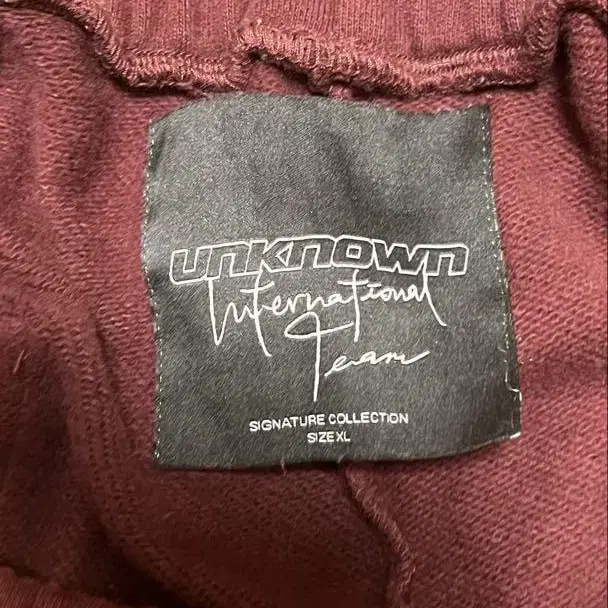 UNKNOWN
International
Team
SIGNATURE COLLECTION
SIZE XL